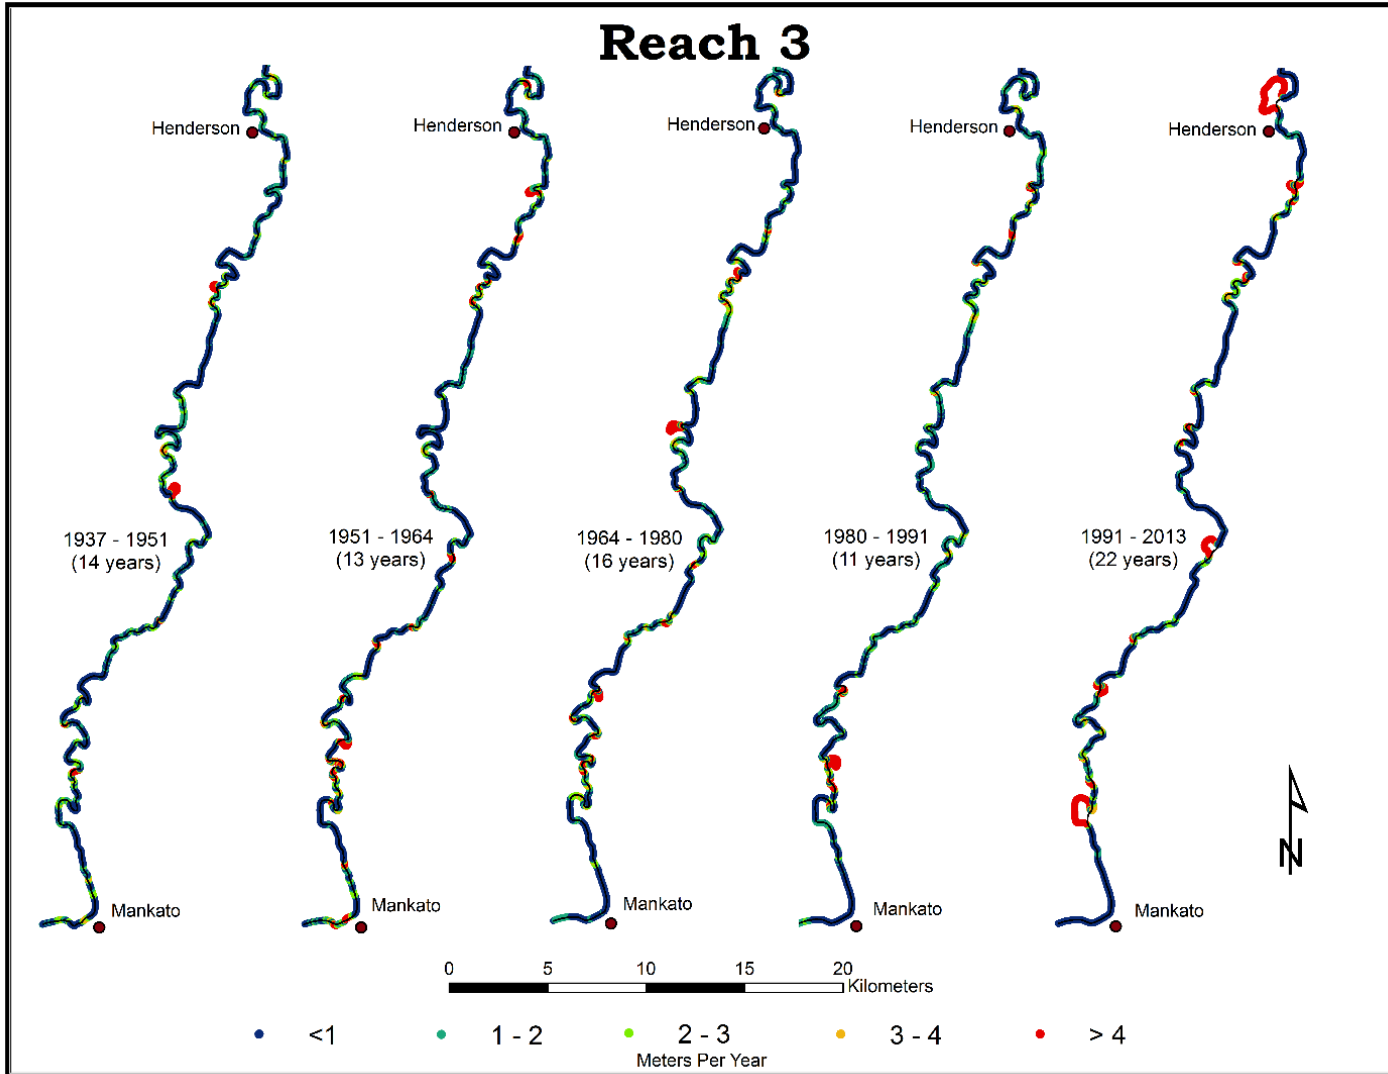 Reach 3
Henderson
Henderson
Henderson
Henderson
Henderson
1937 - 1951
(14 years)
1951 - 1964
(13 years)
1964 - 1980
(16 years)
1980 - 1991
(11 years)
1991 - 2013
(22 years)
Mankato
Mankato
Mankato
Mankato
Mankato
N
0 5 10 15 20
Kilometers
<1 1 - 2 2 - 3 3 - 4 > 4
Meters Per Year